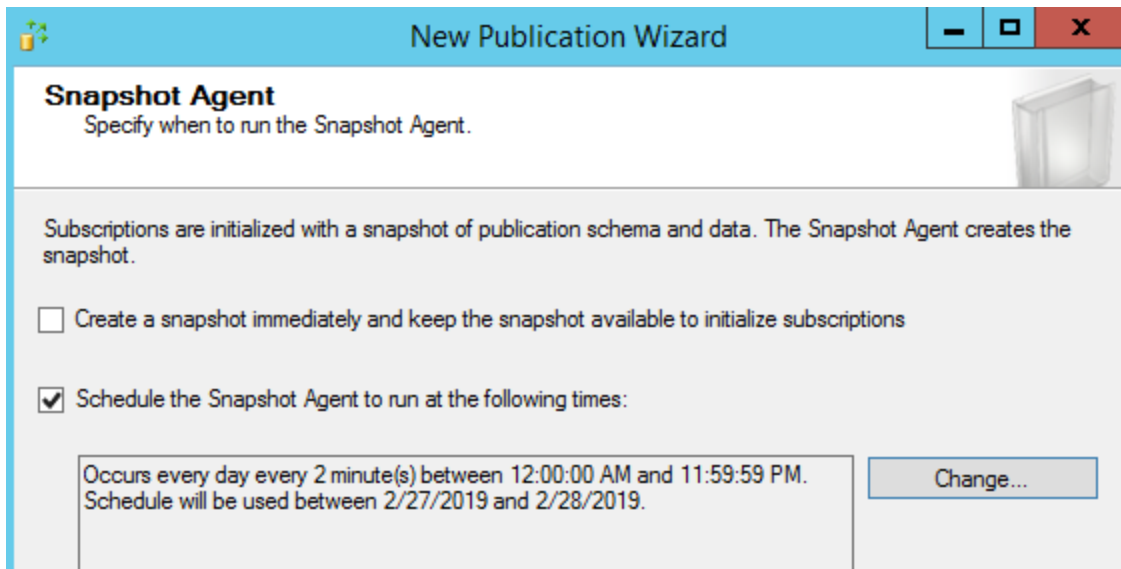 New Publication Wizard
Snapshot Agent
Specify when to run the Snapshot Agent.
Subscriptions are initialized with a snapshot of publication schema and data. The Snapshot Agent creates the
snapshot.
Create a snapshot immediately and keep the snapshot available to initialize subscriptions
Schedule the Snapshot Agent to run at the following times:
Occurs every day every 2 minute(s) between 12:00:00 AM and 11:59:59 PM.
Schedule will be used between 2/27/2019 and 2/28/2019.
Change...